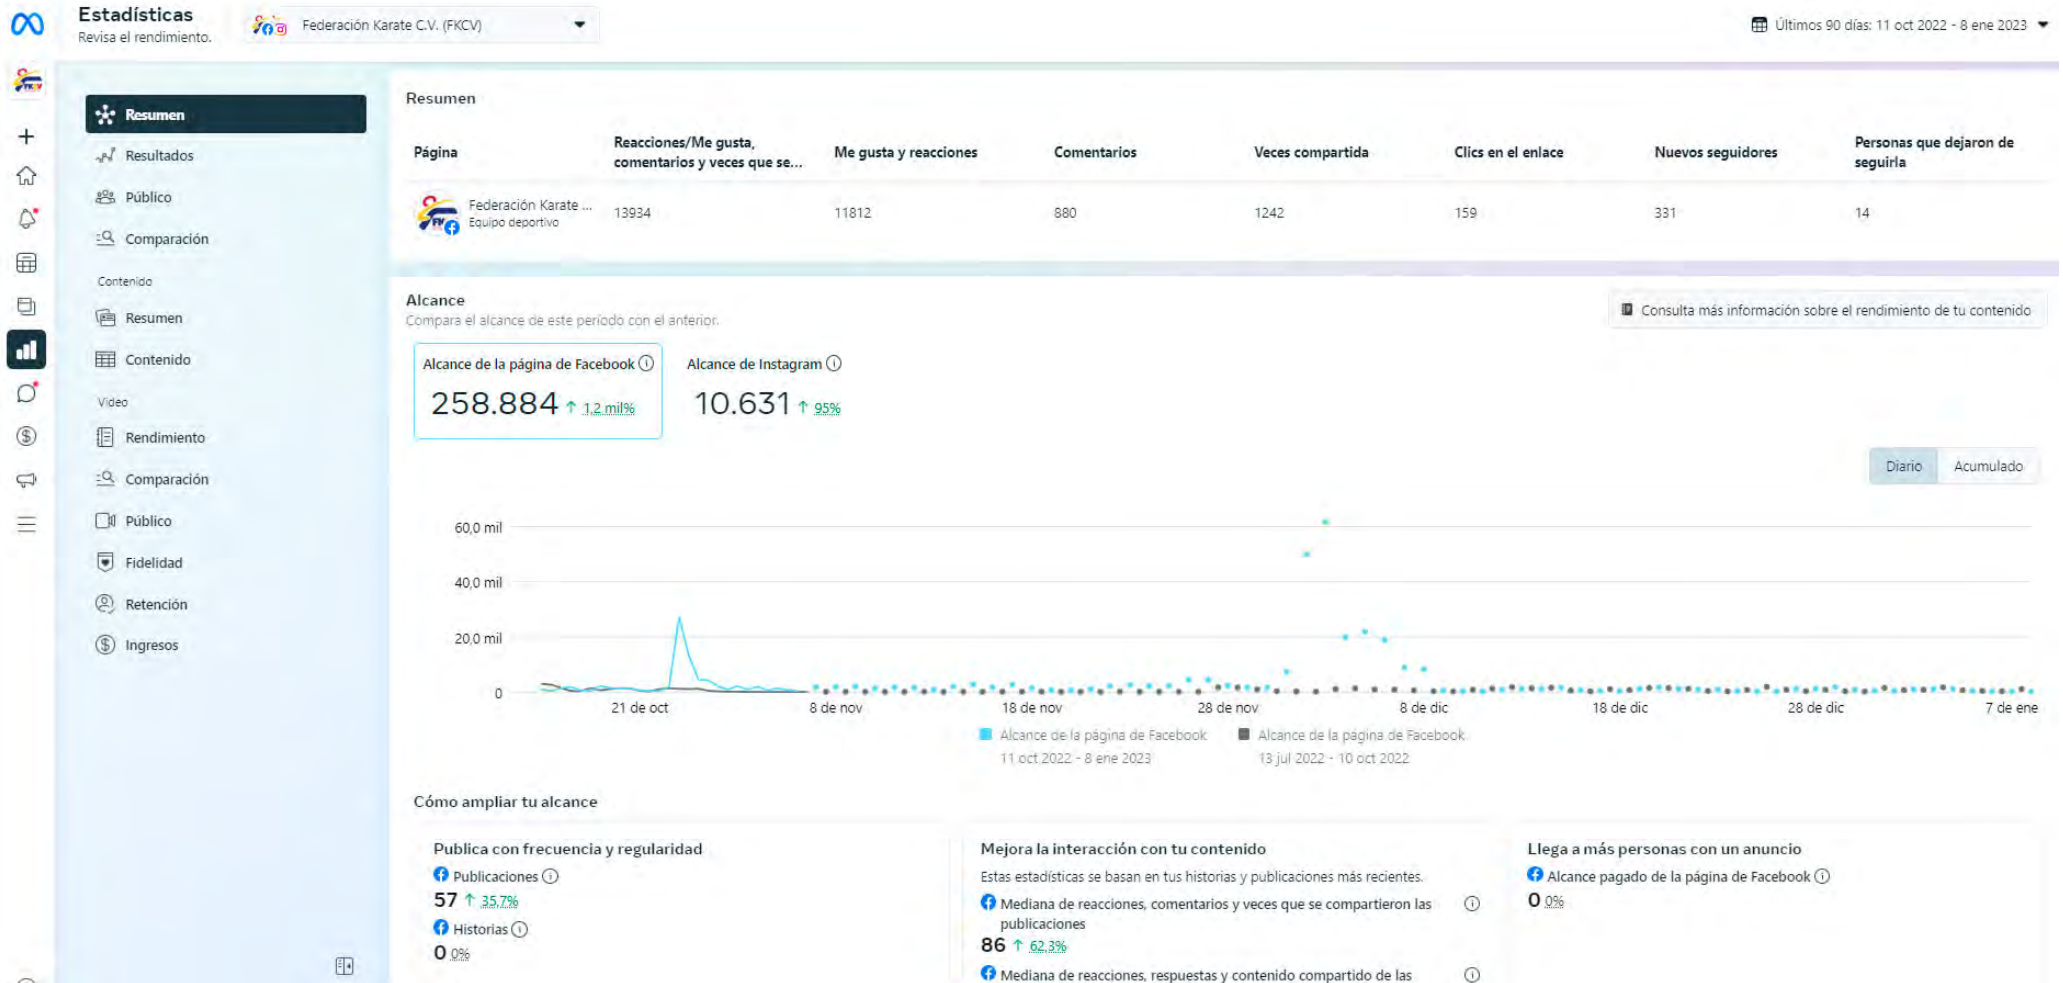 Estadísticas
Revisa el rendimiento.
Federación Karate C.V. (FKCV)
Últimos 90 días: 11 oct 2022 - 8 ene 2023
Resumen
Resultados
Público
Comparación
Contenido
Resumen
Contenido
Video
Rendimiento
Comparación
Público
Fidelidad
Retención
Ingresos
Resumen
Página
Reacciones/Me gusta,
comentarios y veces que se...
Me gusta y reacciones
Comentarios
Veces compartida
Clics en el enlace
Nuevos seguidores
Personas que dejaron de
seguirla
Federación Karate ...
Equipo deportivo
13934
11812
880
1242
159
331
14
Alcance
Compara el alcance de este período con el anterior.
Consulta más información sobre el rendimiento de tu contenido
Alcance de la página de Facebook
258.884 ↑ 1,2 mil%
Alcance de Instagram
10.631 ↑ 95%
Diario
Acumulado
60,0 mil
40,0 mil
20,0 mil
0
21 de oct
8 de nov
18 de nov
28 de nov
8 de dic
18 de dic
28 de dic
7 de ene
Alcance de la página de Facebook
11 oct 2022 - 8 ene 2023
Alcance de la página de Facebook
13 jul 2022 - 10 oct 2022
Cómo ampliar tu alcance
Publica con frecuencia y regularidad
Publicaciones
57 ↑ 35,7%
Historias
0 0%
Mejora la interacción con tu contenido
Estas estadísticas se basan en tus historias y publicaciones más recientes.
Mediana de reacciones, comentarios y veces que se compartieron las
publicaciones
86 ↑ 62,3%
Mediana de reacciones, respuestas y contenido compartido de las
Llega a más personas con un anuncio
Alcance pagado de la página de Facebook
0 0%